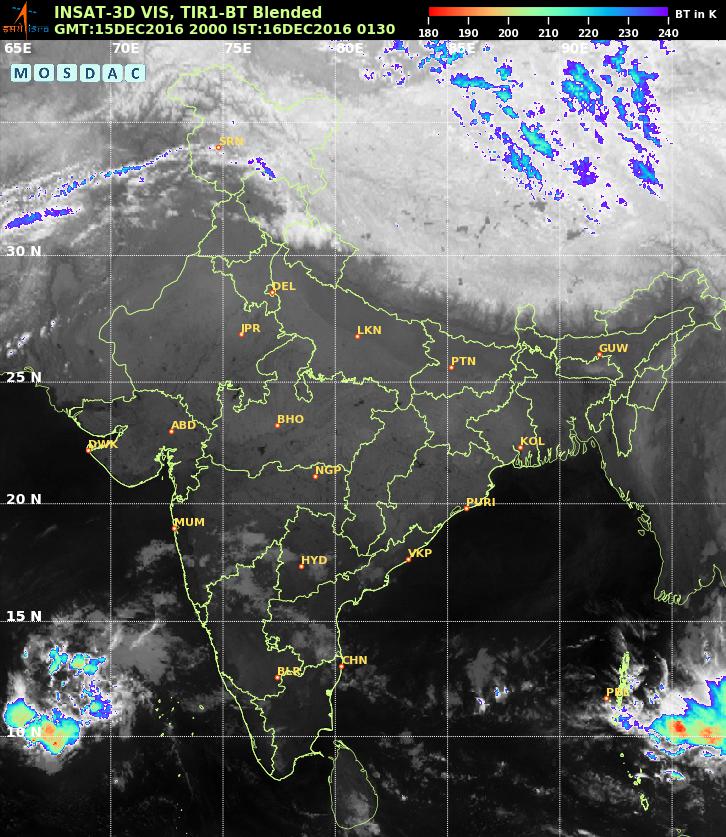 INSAT-3D VIS, TIR1-BT Blended
GMT:15DEC2016 2000 IST:16DEC2016 0130
180 190 200 210 220 230 240
BT in K
65E 70E 75E 80E 85E 90E
MOSDAC
SRN
30 N
DEL
JPR
LKN
GUW
PTN
25 N
ABD
BHO
DWK
KOL
NGP
20 N
PURI
MUM
VKP
HYD
15 N
CHN
BLR
10 N